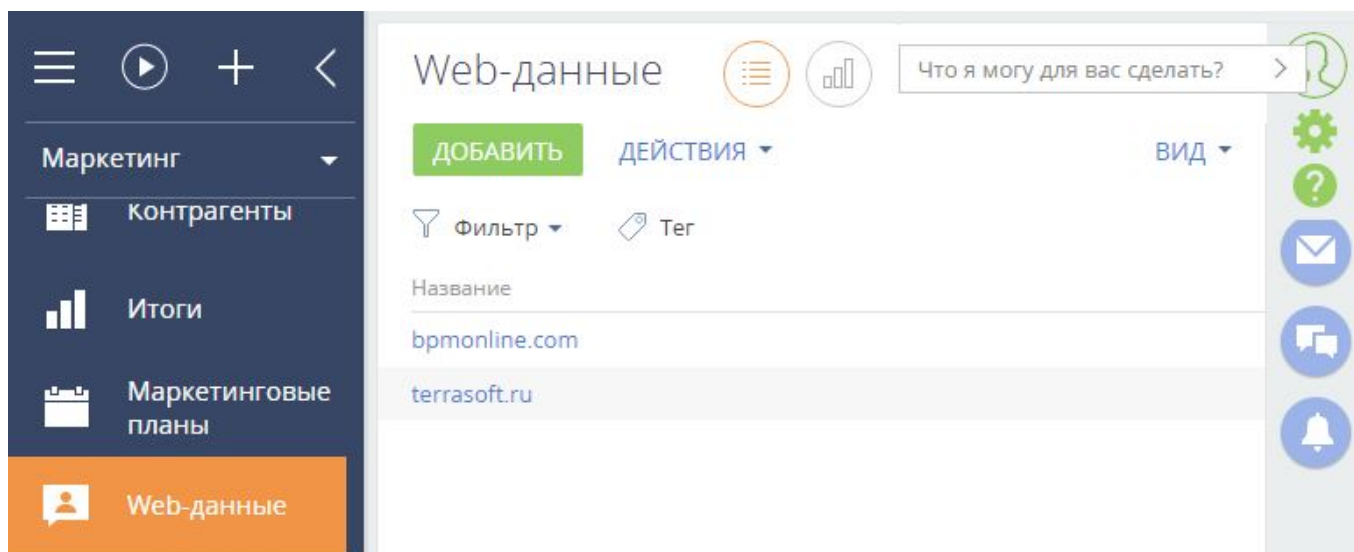 Web-данные
Что я могу для вас сделать?
Маркетинг
ДОБАВИТЬ
ДЕЙСТВИЯ
ВИД
Контрагенты
Фильтр
Тег
Название
Итоги
bpmonline.com
Маркетинговые
планы
terrasoft.ru
Web-данные